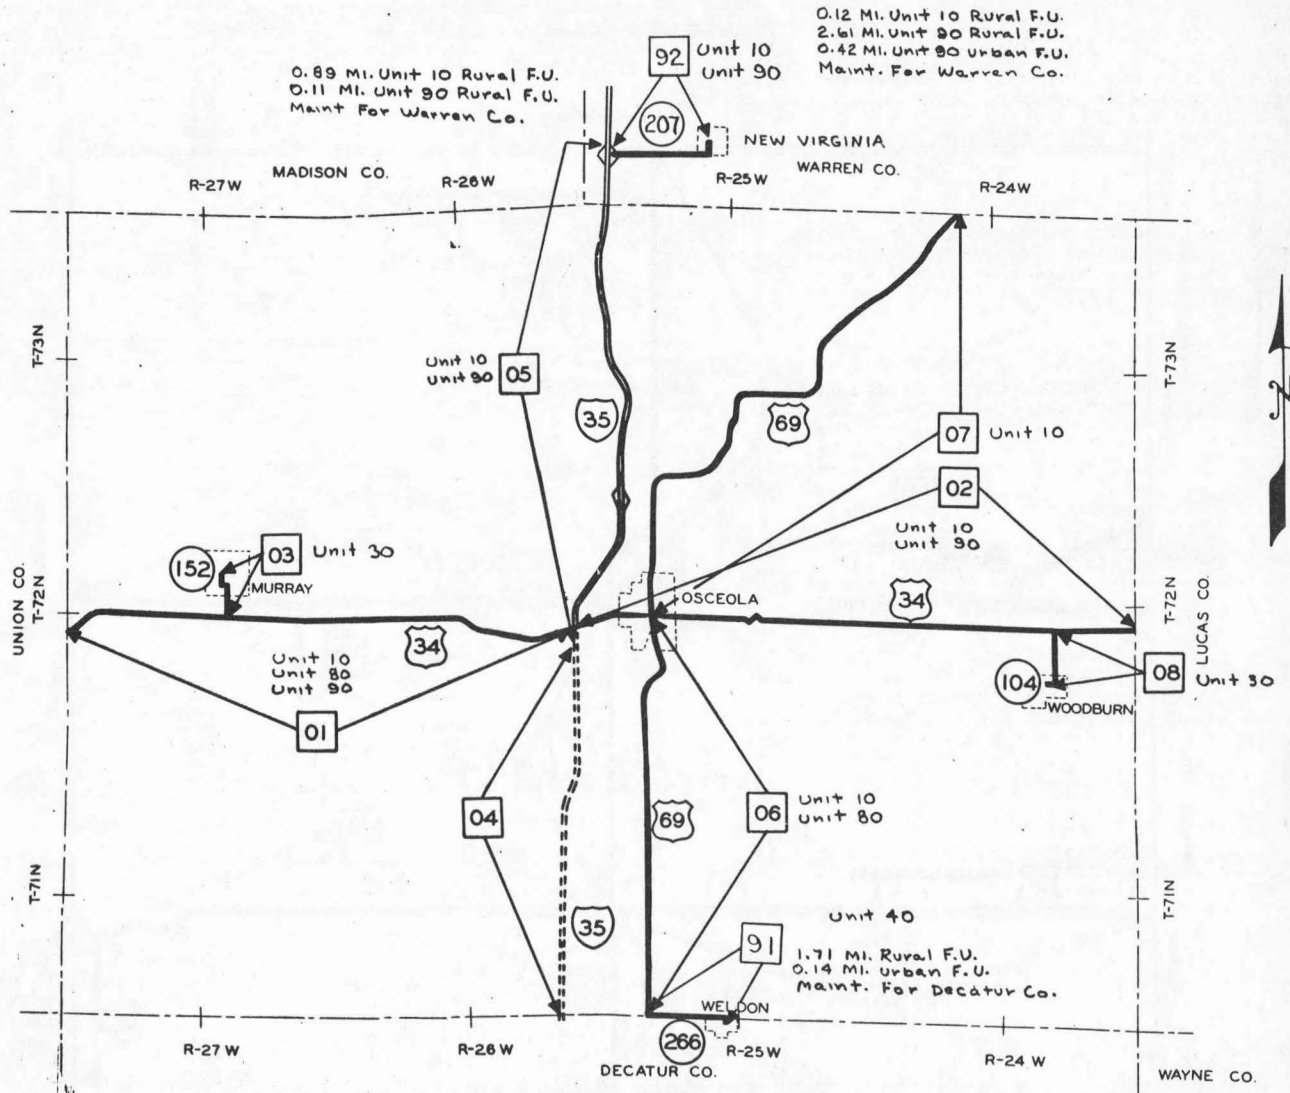 0.12 MI. Unit 10 Rural F.U.
2.61 MI. Unit 90 Rural F.U.
0.42 MI. Unit 90 Urban F.U.
Maint. For Warren Co.
92
Unit 10
Unit 90
0.89 MI. Unit 10 Rural F.U.
0.11 MI. Unit 90 Rural F.U.
Maint For Warren Co.
207
NEW VIRGINIA
MADISON CO.
WARREN CO.
R-27W
R-26W
R-25W
R-24W
T-73N
T-73N
Unit 10
Unit 90
05
35
69
07
Unit 10
02
Unit 10
Unit 90
152
03
Unit 30
MURRAY
OSCEOLA
34
UNION CO.
T-72N
T-72N
LUCAS CO.
34
Unit 10
Unit 80
Unit 90
01
104
WOODBURN
08
Unit 30
04
69
06
Unit 10
Unit 80
T-71N
T-71N
35
Unit 40
91
1.71 MI. Rural F.U.
0.14 MI. Urban F.U.
Maint. For Decatur Co.
WELDON
266
R-27W
R-26W
R-25W
R-24W
DECATUR CO.
WAYNE CO.